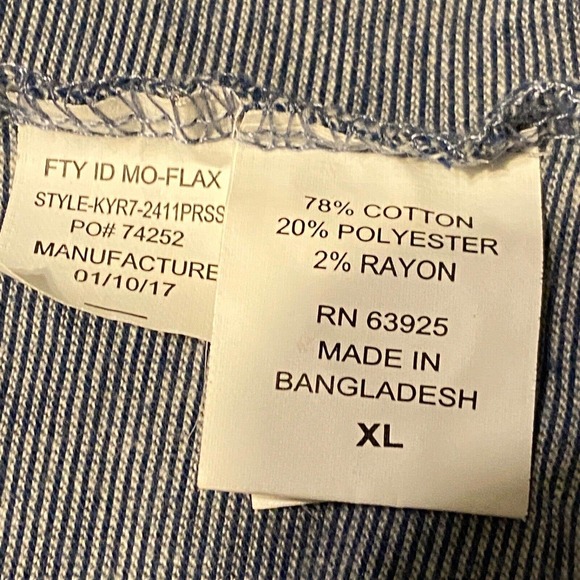 FTY ID MO-FLAX
STYLE-KYR7-2411PRSS
PO# 74252
MANUFACTURE
01/10/17
78% COTTON
20% POLYESTER
2% RAYON
RN 63925
MADE IN
BANGLADESH
XL